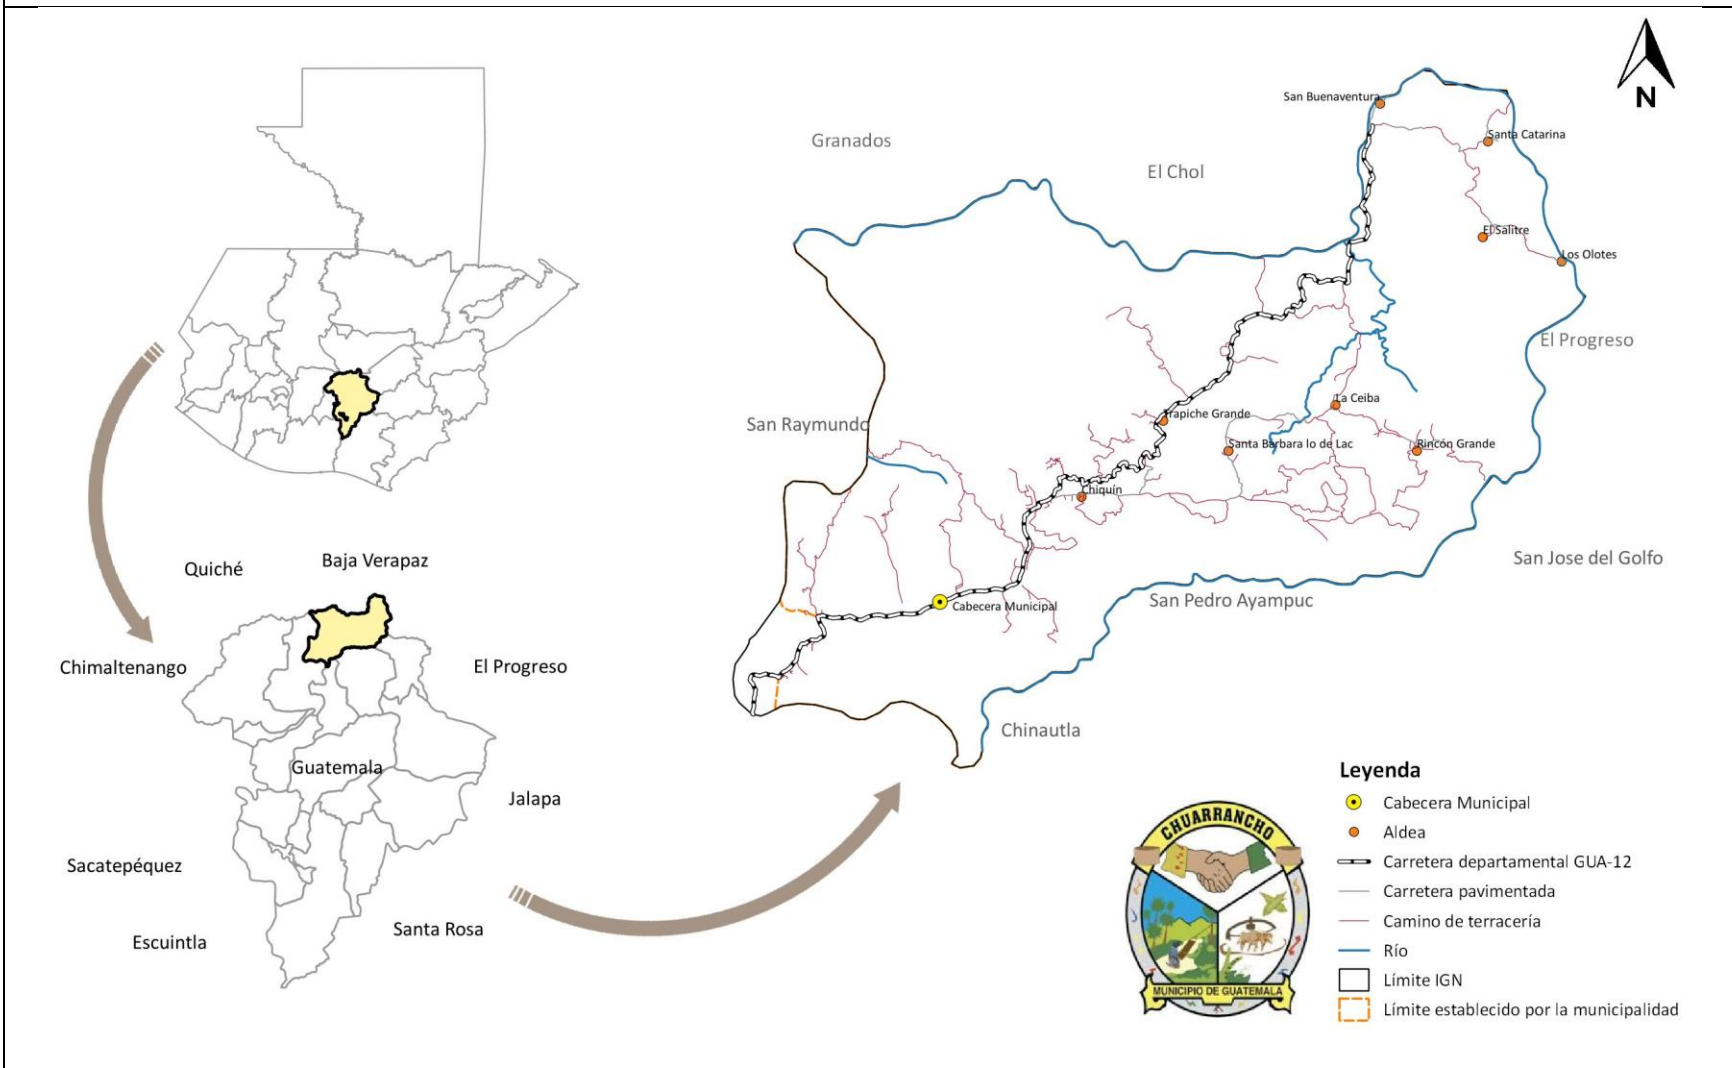 Quiché
Baja Verapaz
Chimaltenango
El Progreso
Guatemala
Jalapa
Sacatepéquez
Santa Rosa
Escuintla
N
San Buenaventura
Santa Catarina
Granados
El Chol
El Salitre
Los Olotes
El Progreso
La Ceiba
Trapiche Grande
San Raymundo
Santa Barbara lo de Lac
Rincón Grande
Chiquín
San Jose del Golfo
San Pedro Ayampuc
Cabecera Municipal
Chinautla
CHUARRANCHO
MUNICIPIO DE GUATEMALA
Leyenda
Cabecera Municipal
Aldea
Carretera departamental GUA-12
Carretera pavimentada
Camino de terracería
Río
Límite IGN
Límite establecido por la municipalidad